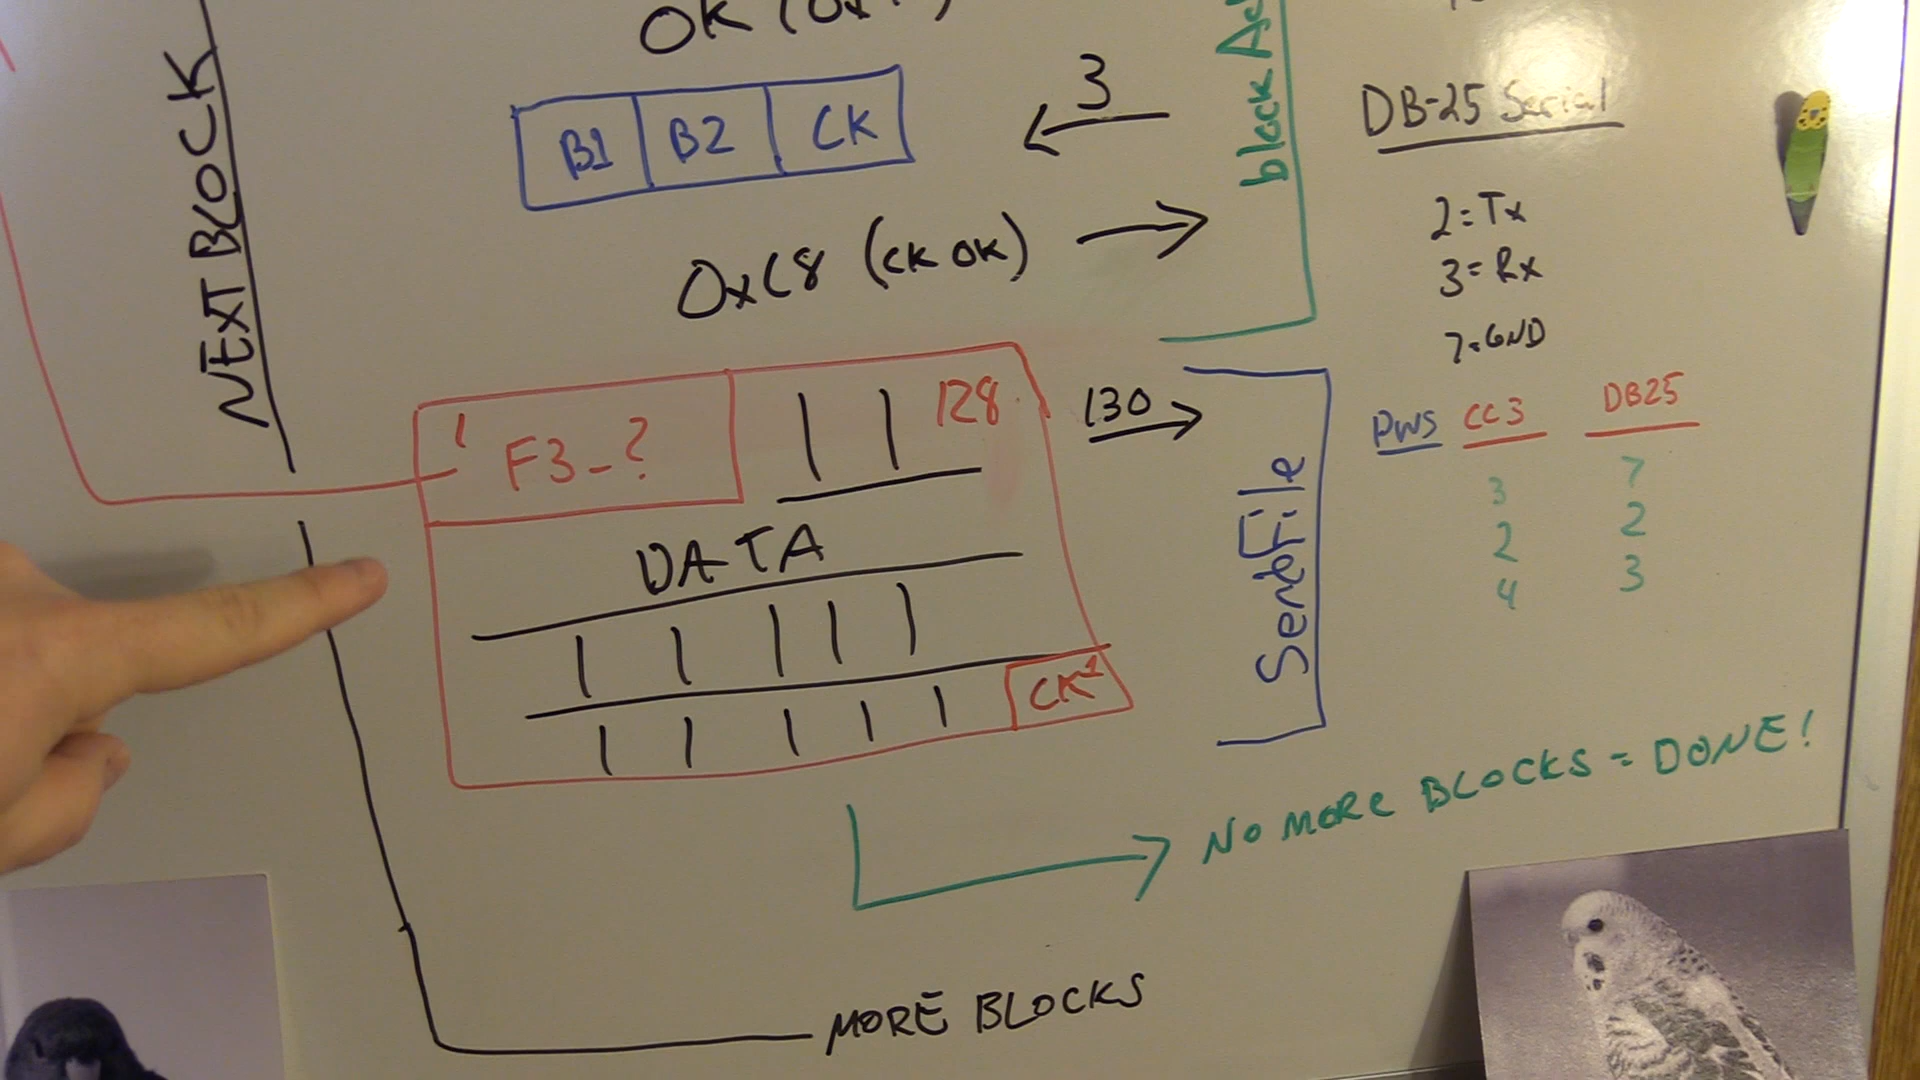 OK (0x
NEXT BLOCK
B1 B2 CK
3
block
0xC8 (CK OK)
1
F3-?
128
130
DATA
CK 1
SendFile
DB-25 Serial
2=Tx
3=Rx
7=GND
PWS CC3 DB25
3 7
2 2
4 3
NO MORE BLOCKS = DONE!
MORE BLOCKS